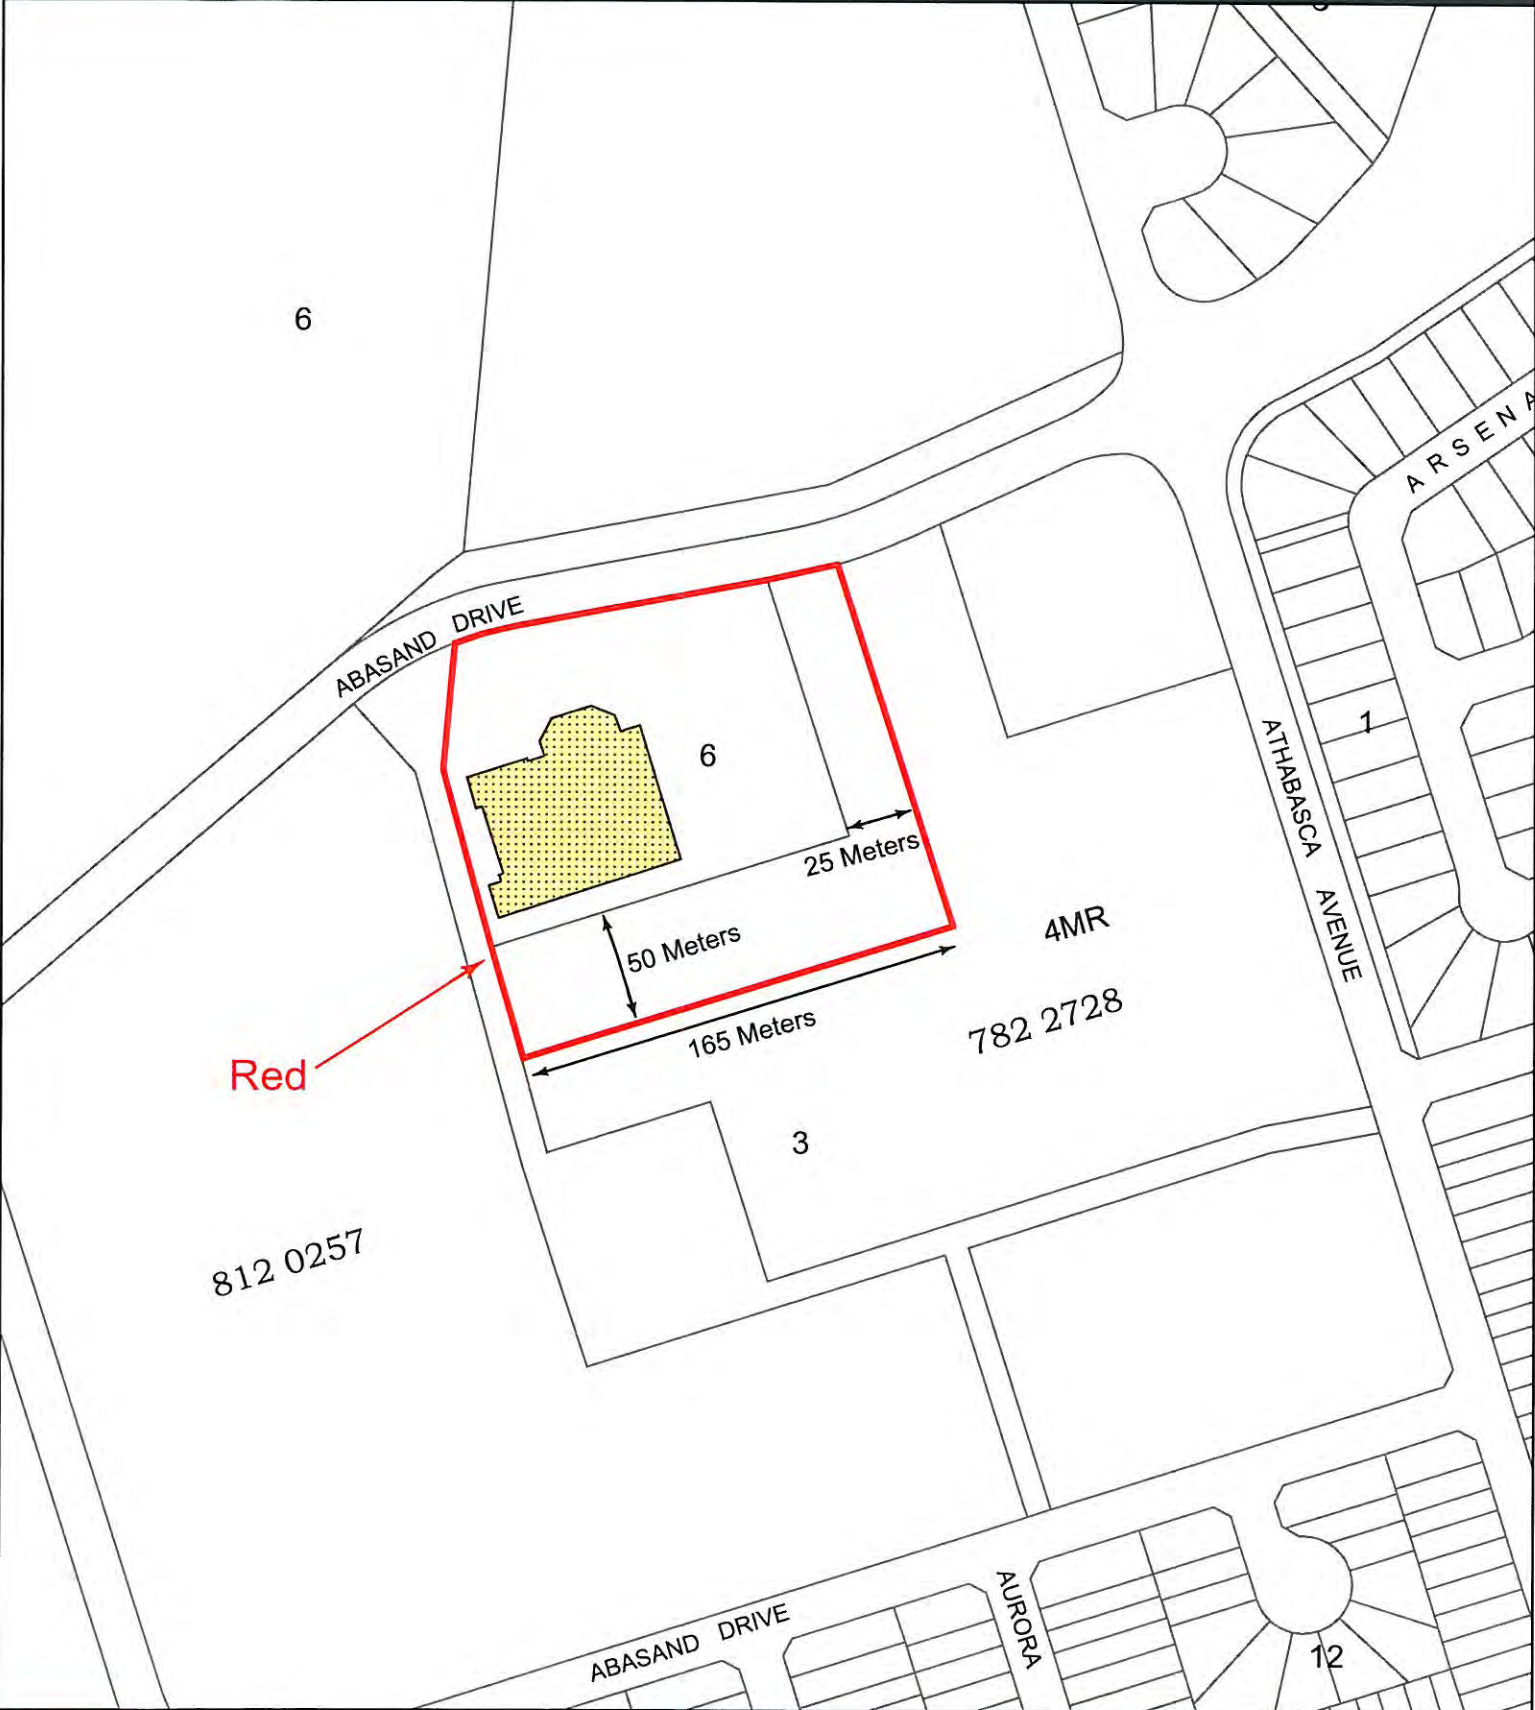 6
ARSENA
ABASAND DRIVE
6
1
ATHABASCA AVENUE
25 Meters
4MR
50 Meters
782 2728
165 Meters
Red
3
812 0257
AURORA
ABASAND DRIVE
12